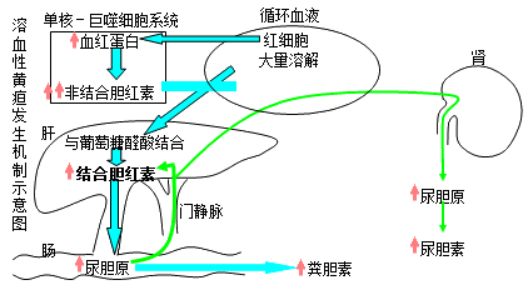 溶血性黄疸发生机制示意图
单核－巨噬细胞系统
血红蛋白
非结合胆红素
循环血液
红细胞
大量溶解
肾
肝
与葡萄糖醛酸结合
结合胆红素
门静脉
尿胆原
尿胆素
肠
尿胆原
粪胆素